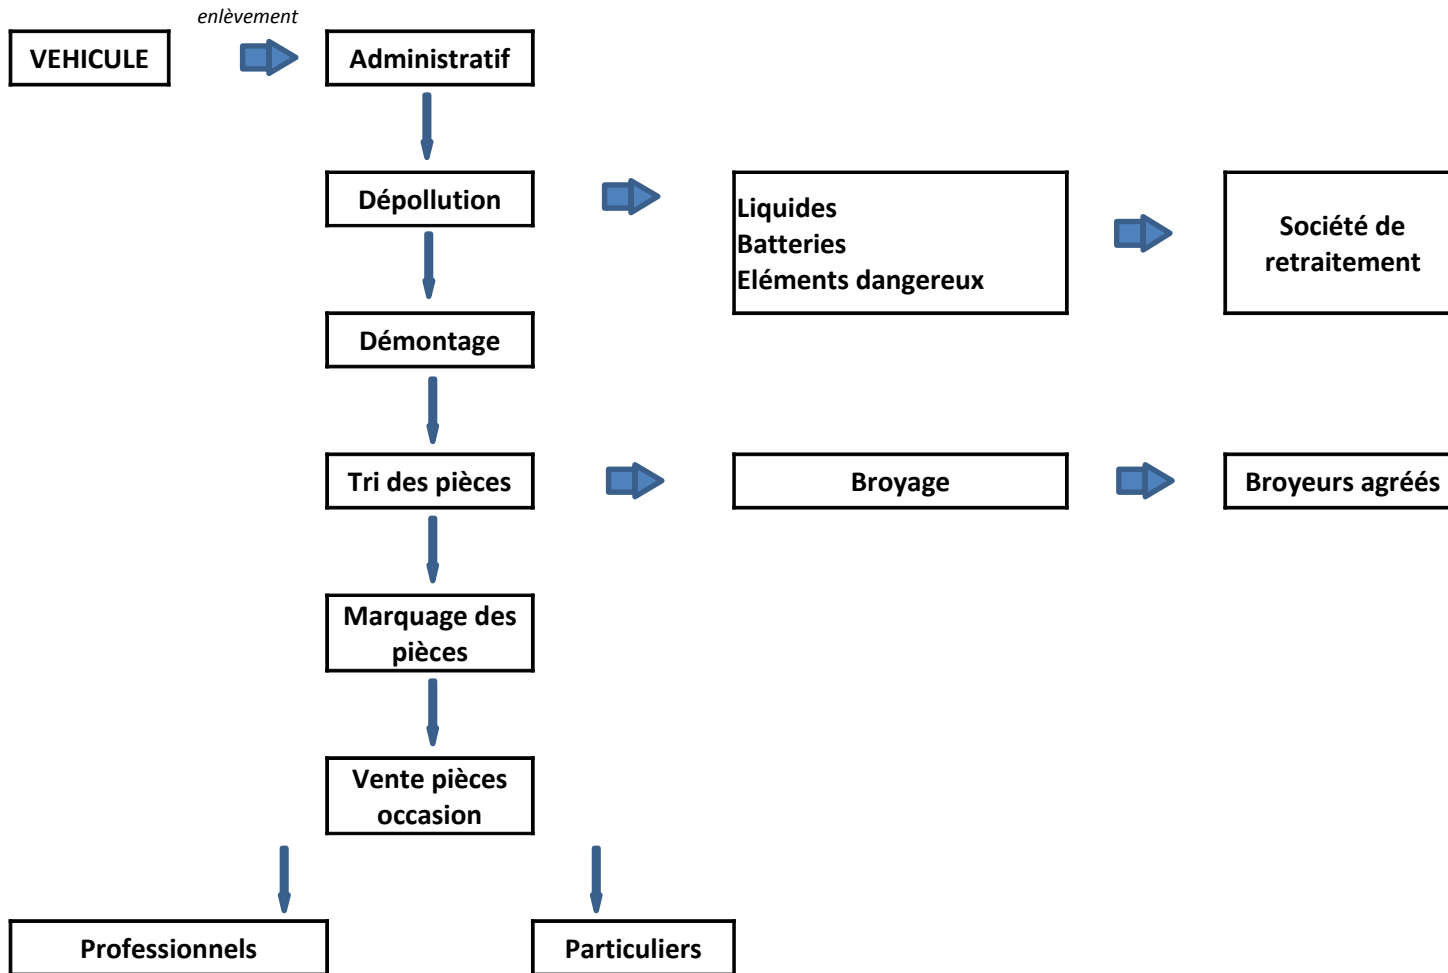 enlèvement
VEHICULE
Administratif
Dépollution
Liquides
Batteries
Eléments dangereux
Société de
retraitement
Démontage
Tri des pièces
Broyage
Broyeurs agréés
Marquage des
pièces
Vente pièces
occasion
Professionnels
Particuliers